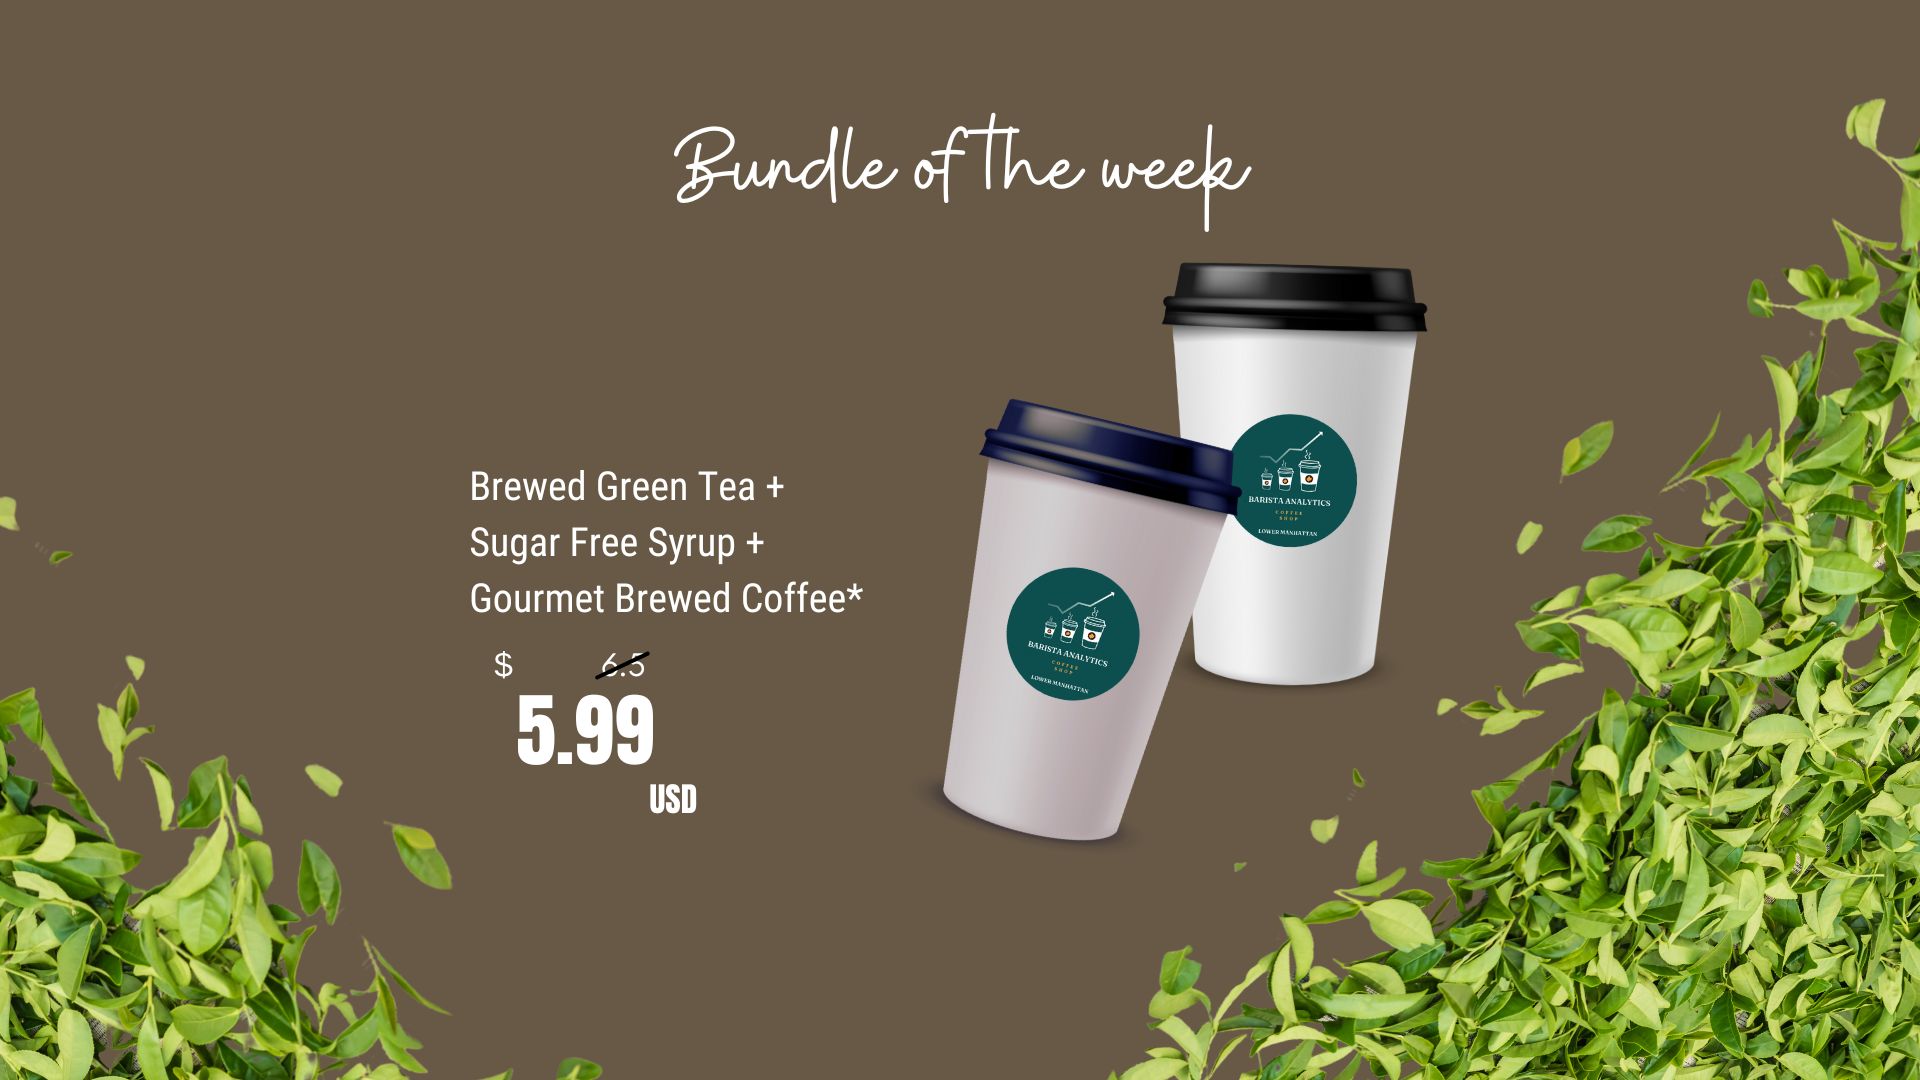 Bundle of the week
Brewed Green Tea +
Sugar Free Syrup +
Gourmet Brewed Coffee*
$ 6.5
5.99
USD
BARISTA ANALYTICS
COFFEE
SHOP
LOWER MANHATTAN
BARISTA ANALYTICS
COFFEE
SHOP
LOWER MANHATTAN